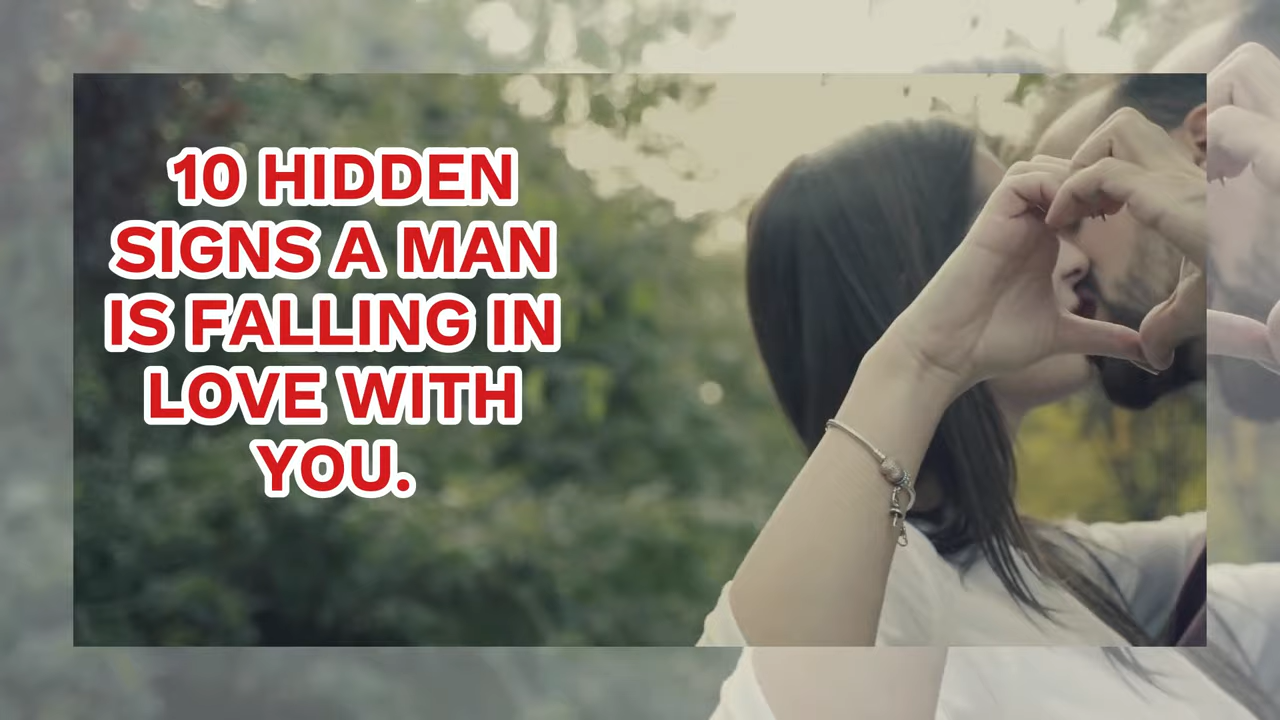 10 HIDDEN
SIGNS A MAN
IS FALLING IN
LOVE WITH
YOU.